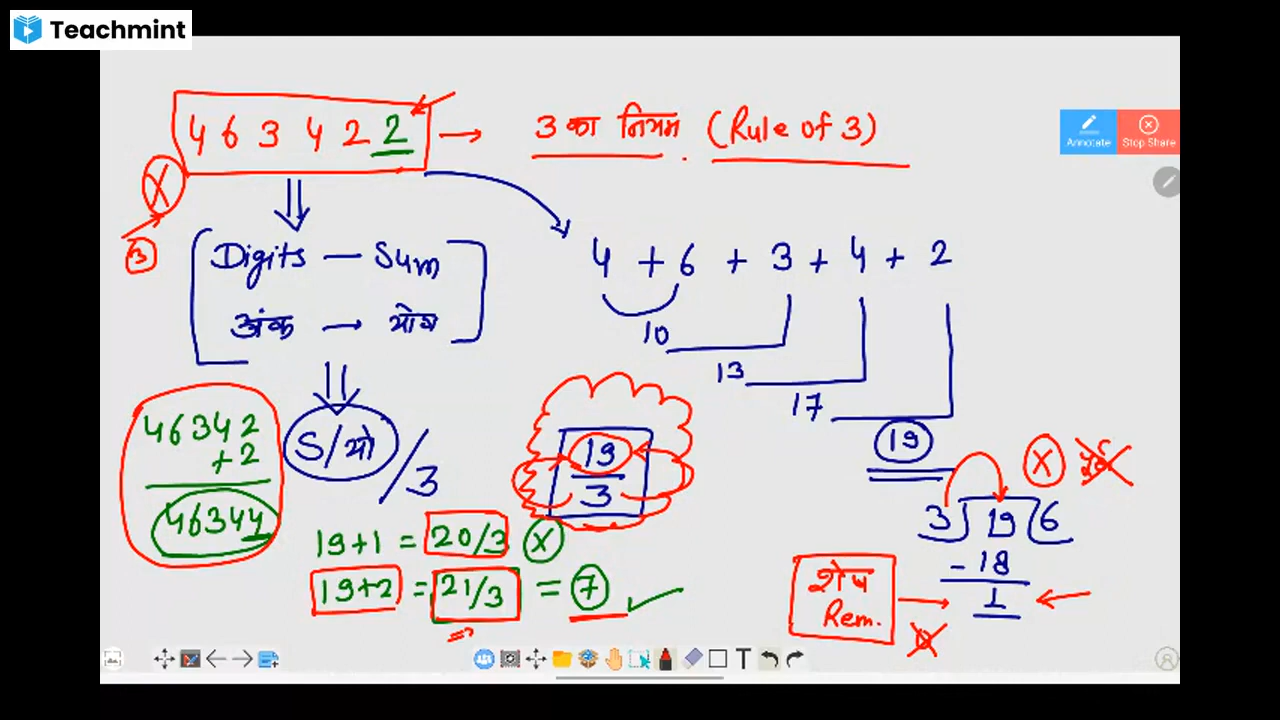 Teachmint
4 6 3 4 2 2 → 3 का नियम (Rule of 3)
Annotate Stop Share
X
3
Digits — Sum
अंक → योग
4 + 6 + 3 + 4 + 2
10
13
17
19
46342
+2
46344
S/यो /3
19
3
X
3) 19 (6
-18
1
शेष
Rem.
19+1 = 20/3 X
19+2 = 21/3 = 7 ✓
T